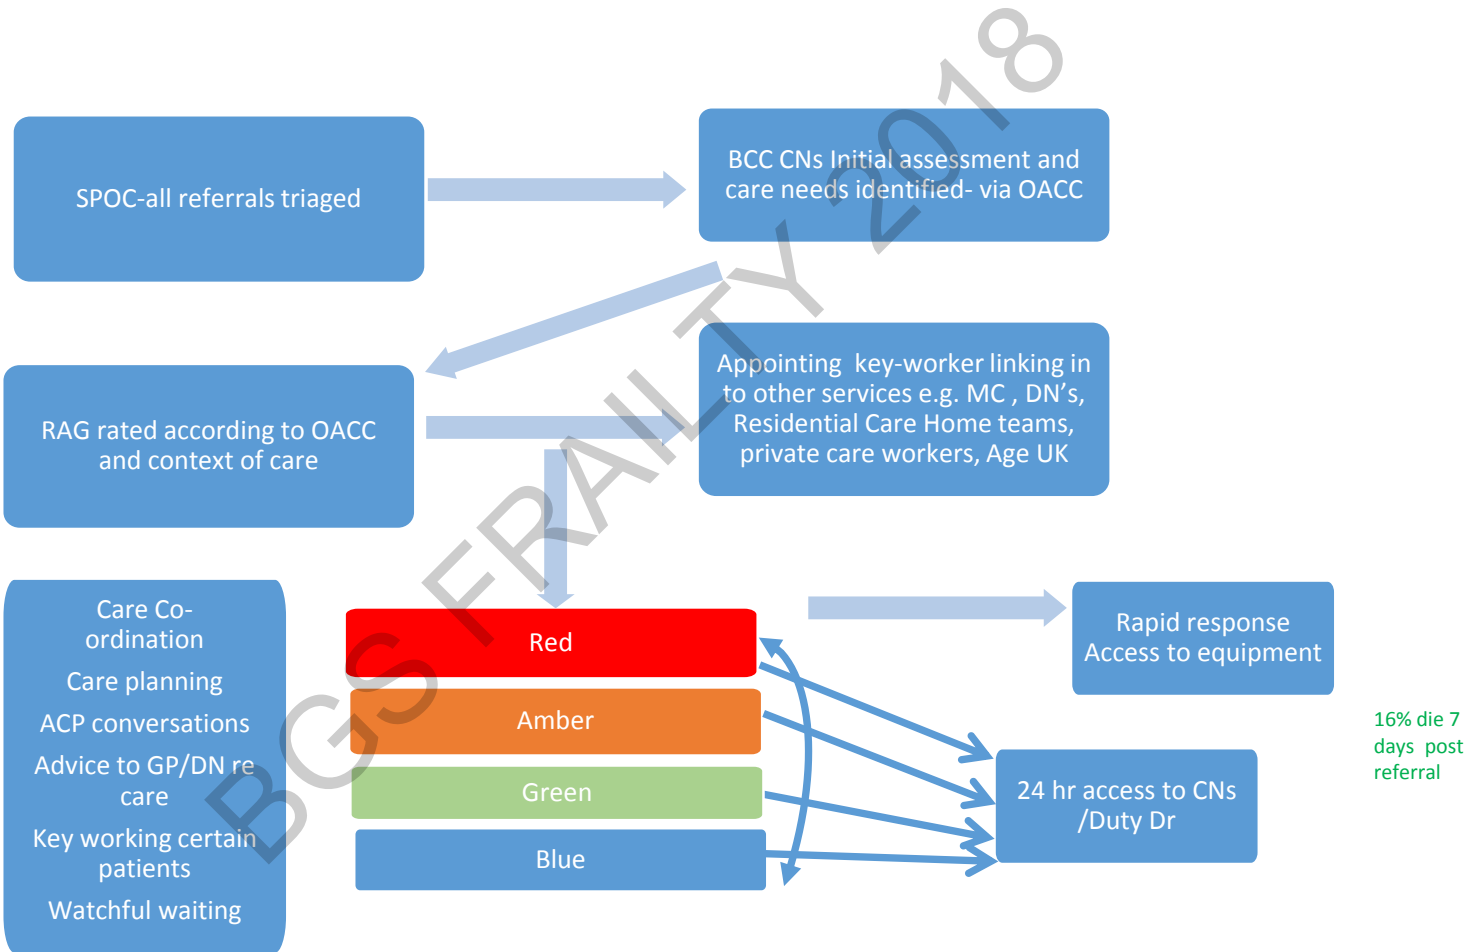 SPOC-all referrals triaged
BCC CNs Initial assessment and
care needs identified- via OACC
RAG rated according to OACC
and context of care
Appointing  key-worker linking in
to other services e.g. MC , DN’s,
Residential Care Home teams,
private care workers, Age UK
Care Co-
ordination
Care planning
ACP conversations
Advice to GP/DN re
care
Key working certain
patients
Watchful waiting
Red
Amber
Green
Blue
Rapid response
Access to equipment
24 hr access to CNs
/Duty Dr
16% die 7
days  post
referral
BGS FRAILTY 2018